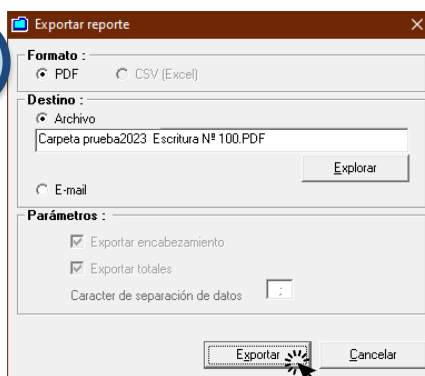 Exportar reporte
Formato :
PDF CSV (Excel)
Destino :
Archivo
Carpeta prueba2023 Escritura Nº 100.PDF
Explorar
E-mail
Parámetros :
Exportar encabezamiento
Exportar totales
Caracter de separación de datos ;
Exportar Cancelar